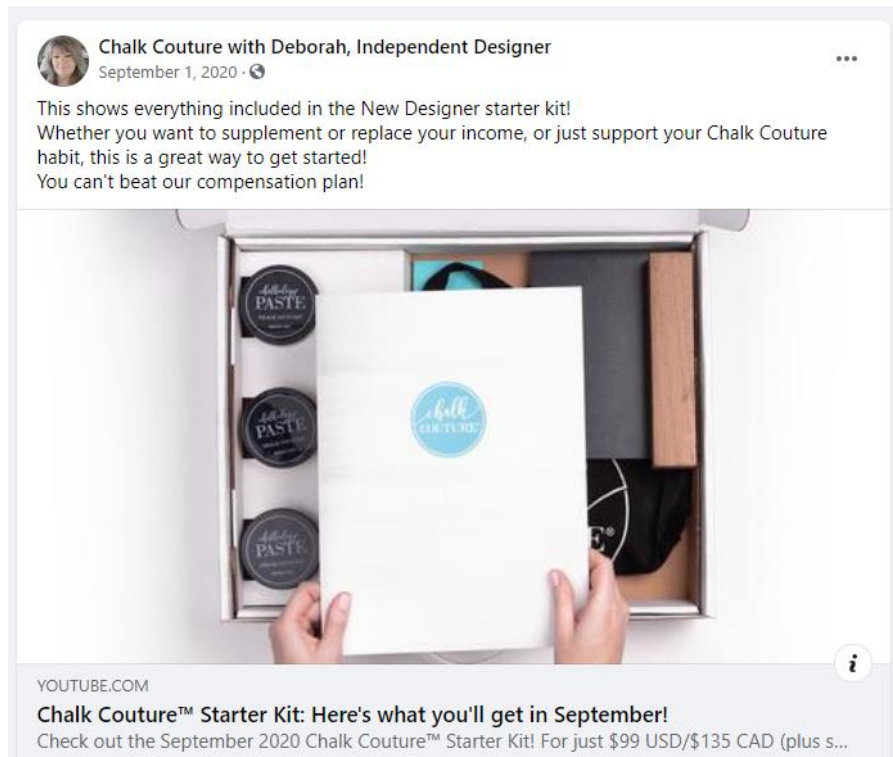 Chalk Couture with Deborah, Independent Designer
September 1, 2020 ·
This shows everything included in the New Designer starter kit!
Whether you want to supplement or replace your income, or just support your Chalk Couture
habit, this is a great way to get started!
You can't beat our compensation plan!
PASTE
PASTE
PASTE
chalk
COUTURE
E®
i
YOUTUBE.COM
Chalk Couture™ Starter Kit: Here's what you'll get in September!
Check out the September 2020 Chalk Couture™ Starter Kit! For just $99 USD/$135 CAD (plus s...